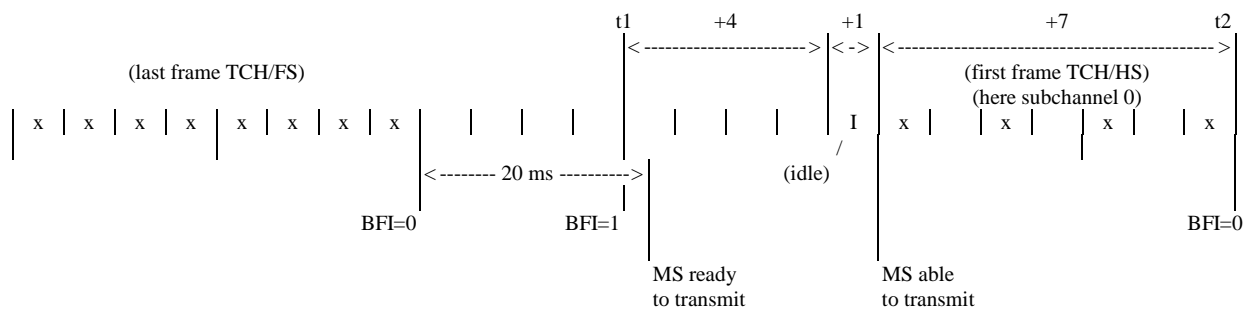 t1 +4 +1 +7 t2
< ------------------------ > < -> < ---------------------------------------- >
(last frame TCH/FS) (first frame TCH/HS)
(here subchannel 0)
x x x x x x x x I x x x x
/
< -------- 20 ms ----------> (idle)
BFI=0 BFI=1 BFI=0
MS ready MS able
to transmit to transmit